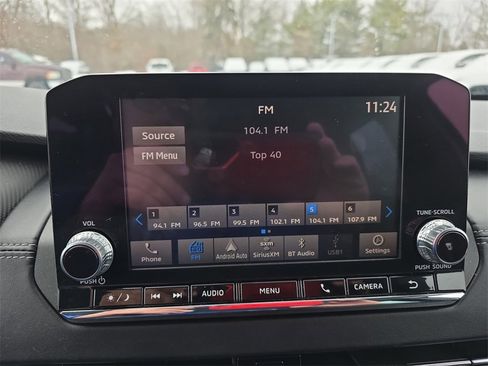 FM
11:24
Source
104.1 FM
FM Menu
Top 40
1 2 3 4 5 6
94.1 FM 96.5 FM 99.5 FM 102.1 FM 104.1 FM 107.9 FM
VOL
TUNE·SCROLL
Phone FM Android Auto SiriusXM BT Audio USB1 Settings
sxm
PUSH
PUSH SOUND
AUDIO MENU CAMERA